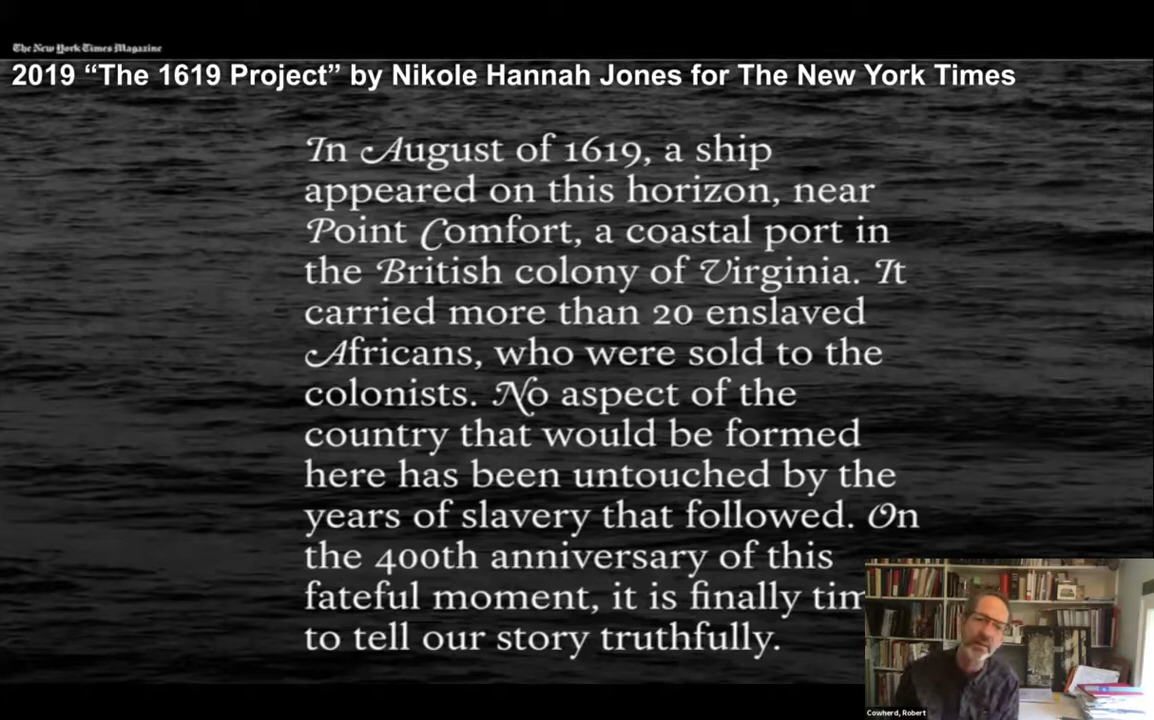 The New York Times Magazine
2019 “The 1619 Project” by Nikole Hannah Jones for The New York Times
In August of 1619, a ship
appeared on this horizon, near
Point Comfort, a coastal port in
the British colony of Virginia. It
carried more than 20 enslaved
Africans, who were sold to the
colonists. No aspect of the
country that would be formed
here has been untouched by the
years of slavery that followed. On
the 400th anniversary of this
fateful moment, it is finally tim
to tell our story truthfully.
Cowherd, Robert